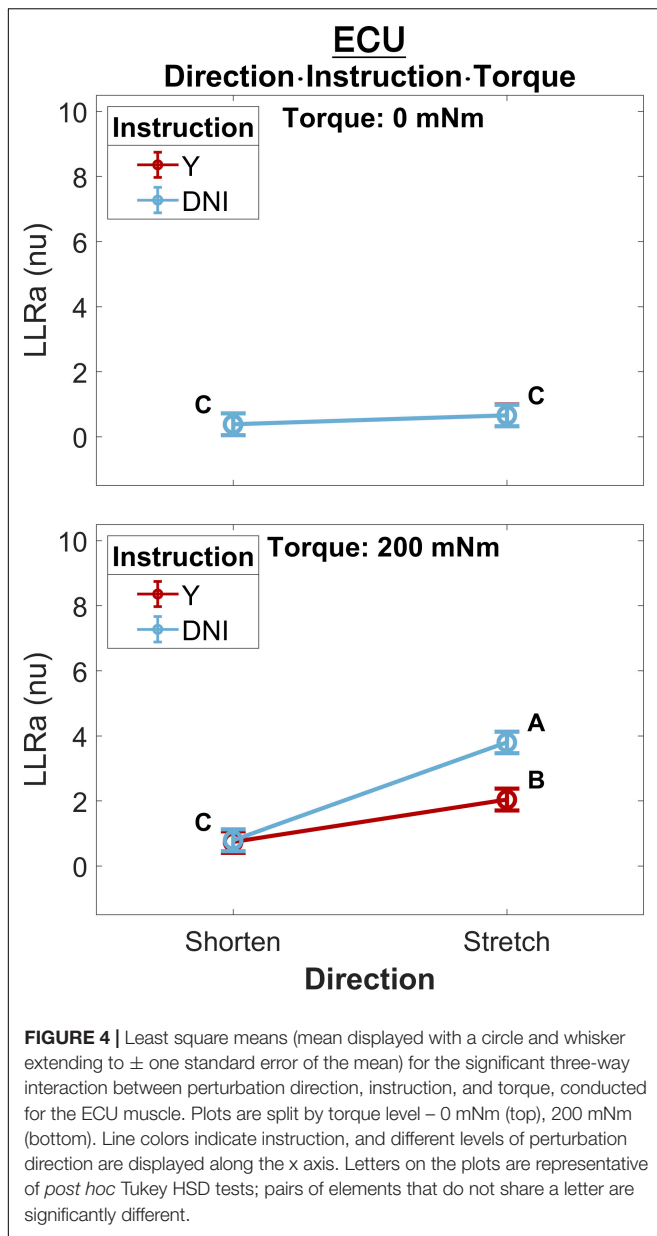 ECU
Direction·Instruction·Torque
Torque: 0 mNm
Instruction
Y
DNI
10
8
6
4
2
0
LLRa (nu)
C
C
Torque: 200 mNm
Instruction
Y
DNI
10
8
6
4
2
0
LLRa (nu)
A
B
C
Shorten
Stretch
Direction
FIGURE 4 | Least square means (mean displayed with a circle and whisker
extending to ± one standard error of the mean) for the significant three-way
interaction between perturbation direction, instruction, and torque, conducted
for the ECU muscle. Plots are split by torque level – 0 mNm (top), 200 mNm
(bottom). Line colors indicate instruction, and different levels of perturbation
direction are displayed along the x axis. Letters on the plots are representative
of post hoc Tukey HSD tests; pairs of elements that do not share a letter are
significantly different.